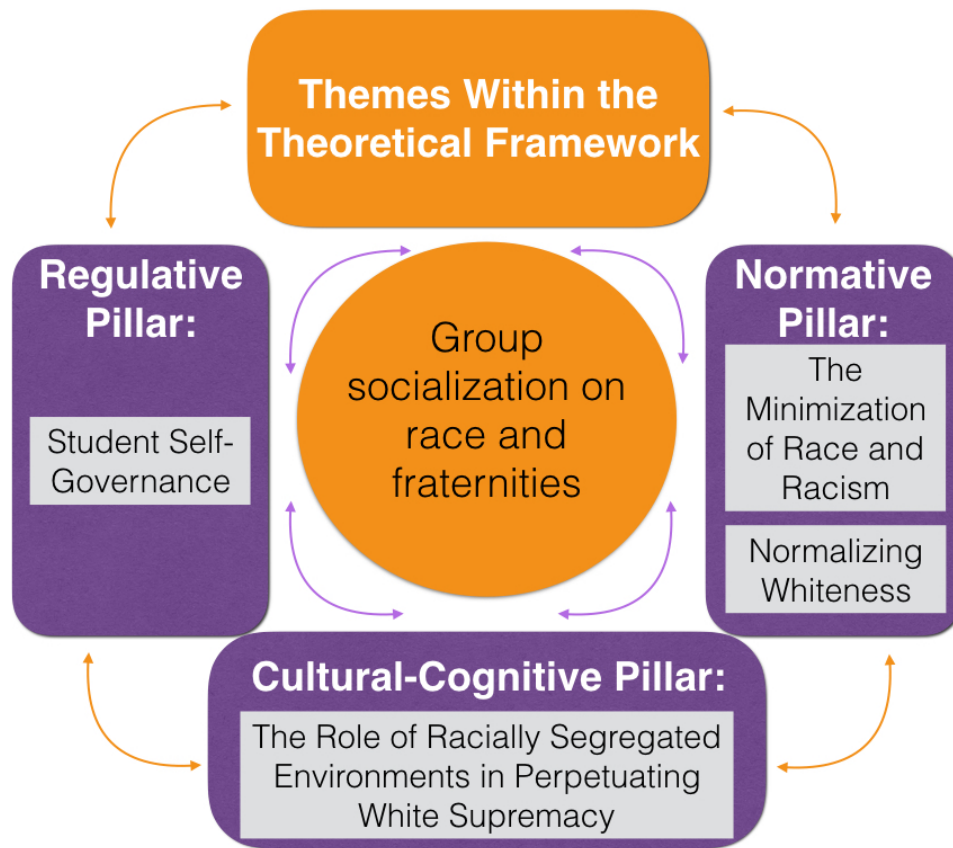 Themes Within the
Theoretical Framework
Regulative
Pillar:
Student Self-
Governance
Group
socialization on
race and
fraternities
Normative
Pillar:
The
Minimization
of Race and
Racism
Normalizing
Whiteness
Cultural-Cognitive Pillar:
The Role of Racially Segregated
Environments in Perpetuating
White Supremacy